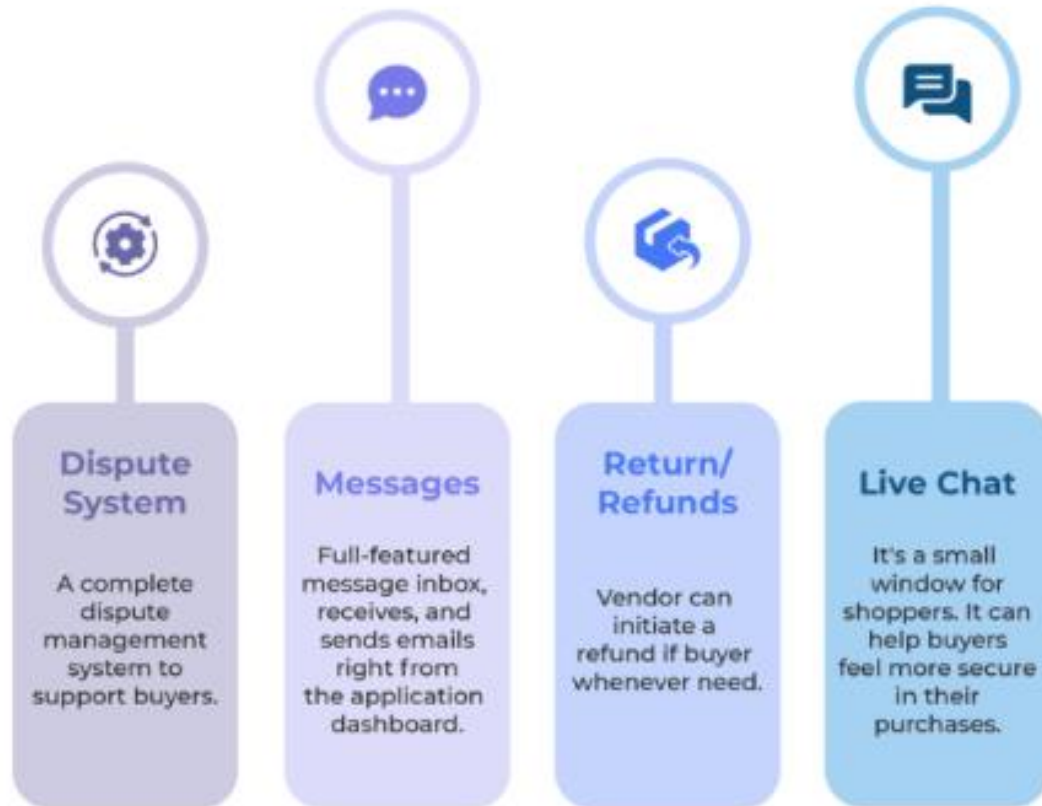 Dispute
System
A complete
dispute
management
system to
support buyers.
Messages
Full-featured
message inbox,
receives, and
sends emails
right from
the application
dashboard.
Return/
Refunds
Vendor can
initiate a
refund if buyer
whenever need.
Live Chat
It's a small
window for
shoppers. It can
help buyers
feel more secure
in their
purchases.